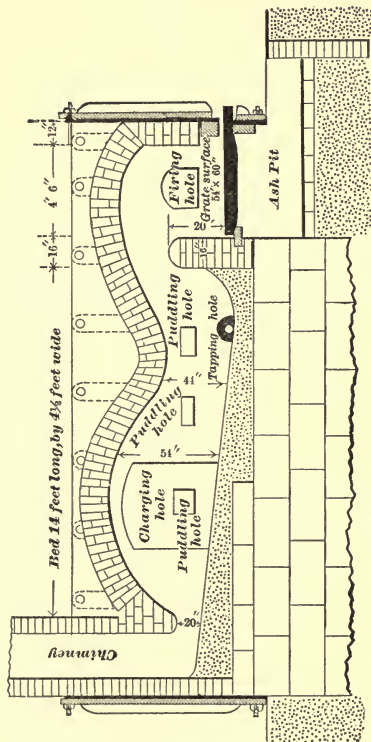 Bed 14 feet long, by 4½ feet wide
16"
4' 6"
12"
Chimney
Charging
hole
Puddling
hole
Puddling
hole
Puddling
hole
Firing
hole
Grate surface
54" x 60"
20"
16"
44"
54"
20"
Tapping hole
Ash Pit